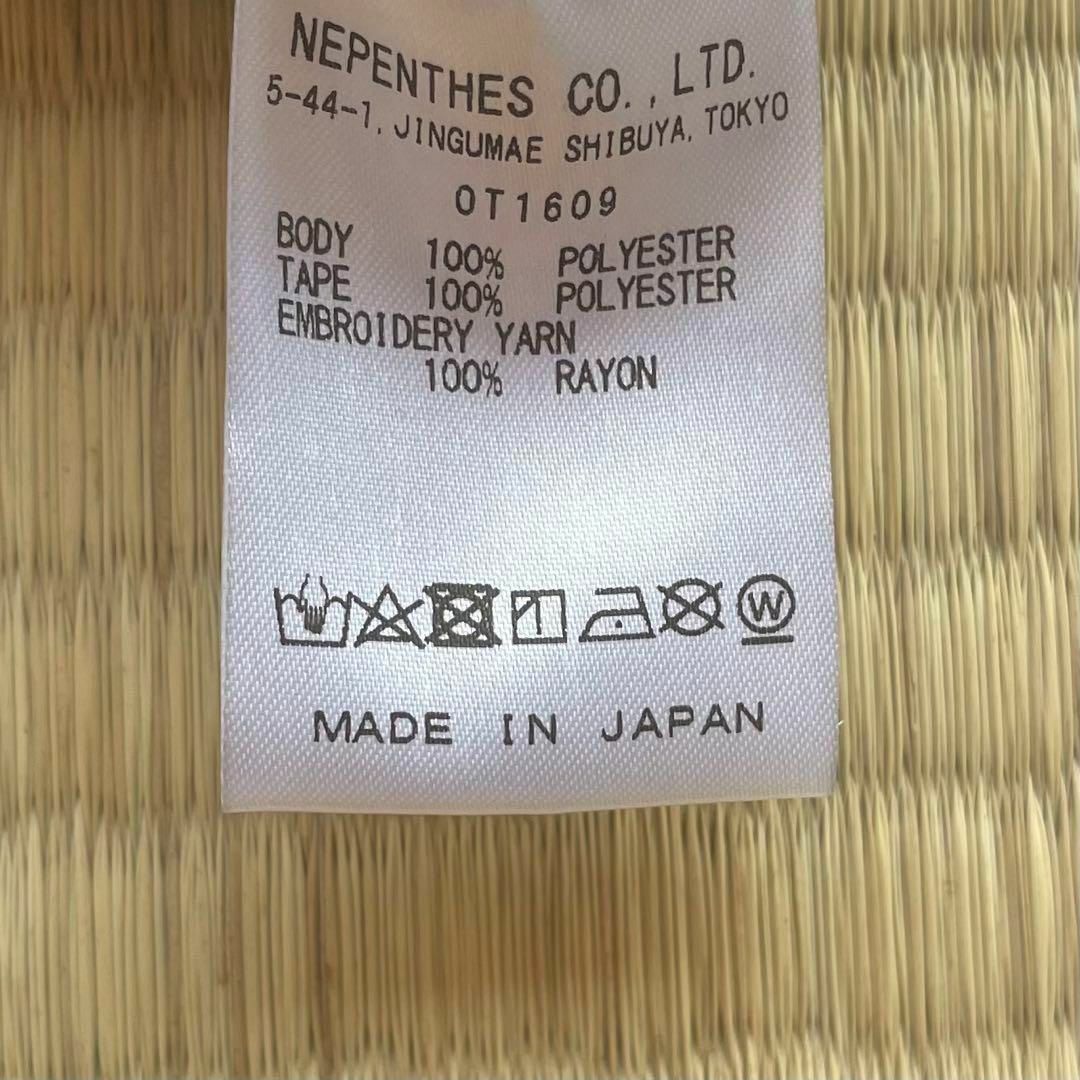 NEPENTHES CO., LTD.
5-44-1, JINGUMAE SHIBUYA, TOKYO
OT1609
BODY 100% POLYESTER
TAPE 100% POLYESTER
EMBROIDERY YARN
100% RAYON
W
MADE IN JAPAN